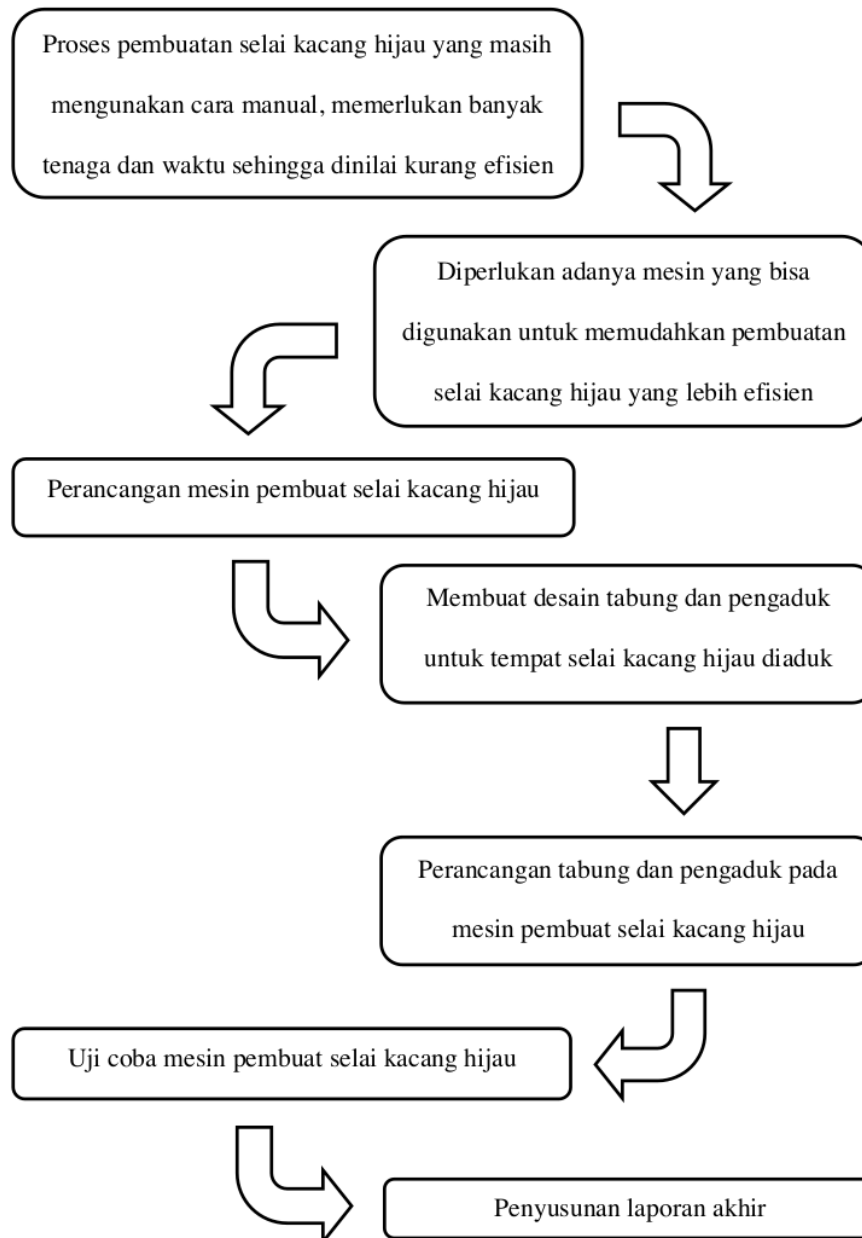 Proses pembuatan selai kacang hijau yang masih
mengunakan cara manual, memerlukan banyak
tenaga dan waktu sehingga dinilai kurang efisien
Diperlukan adanya mesin yang bisa
digunakan untuk memudahkan pembuatan
selai kacang hijau yang lebih efisien
Perancangan mesin pembuat selai kacang hijau
Membuat desain tabung dan pengaduk
untuk tempat selai kacang hijau diaduk
Perancangan tabung dan pengaduk pada
mesin pembuat selai kacang hijau
Uji coba mesin pembuat selai kacang hijau
Penyusunan laporan akhir